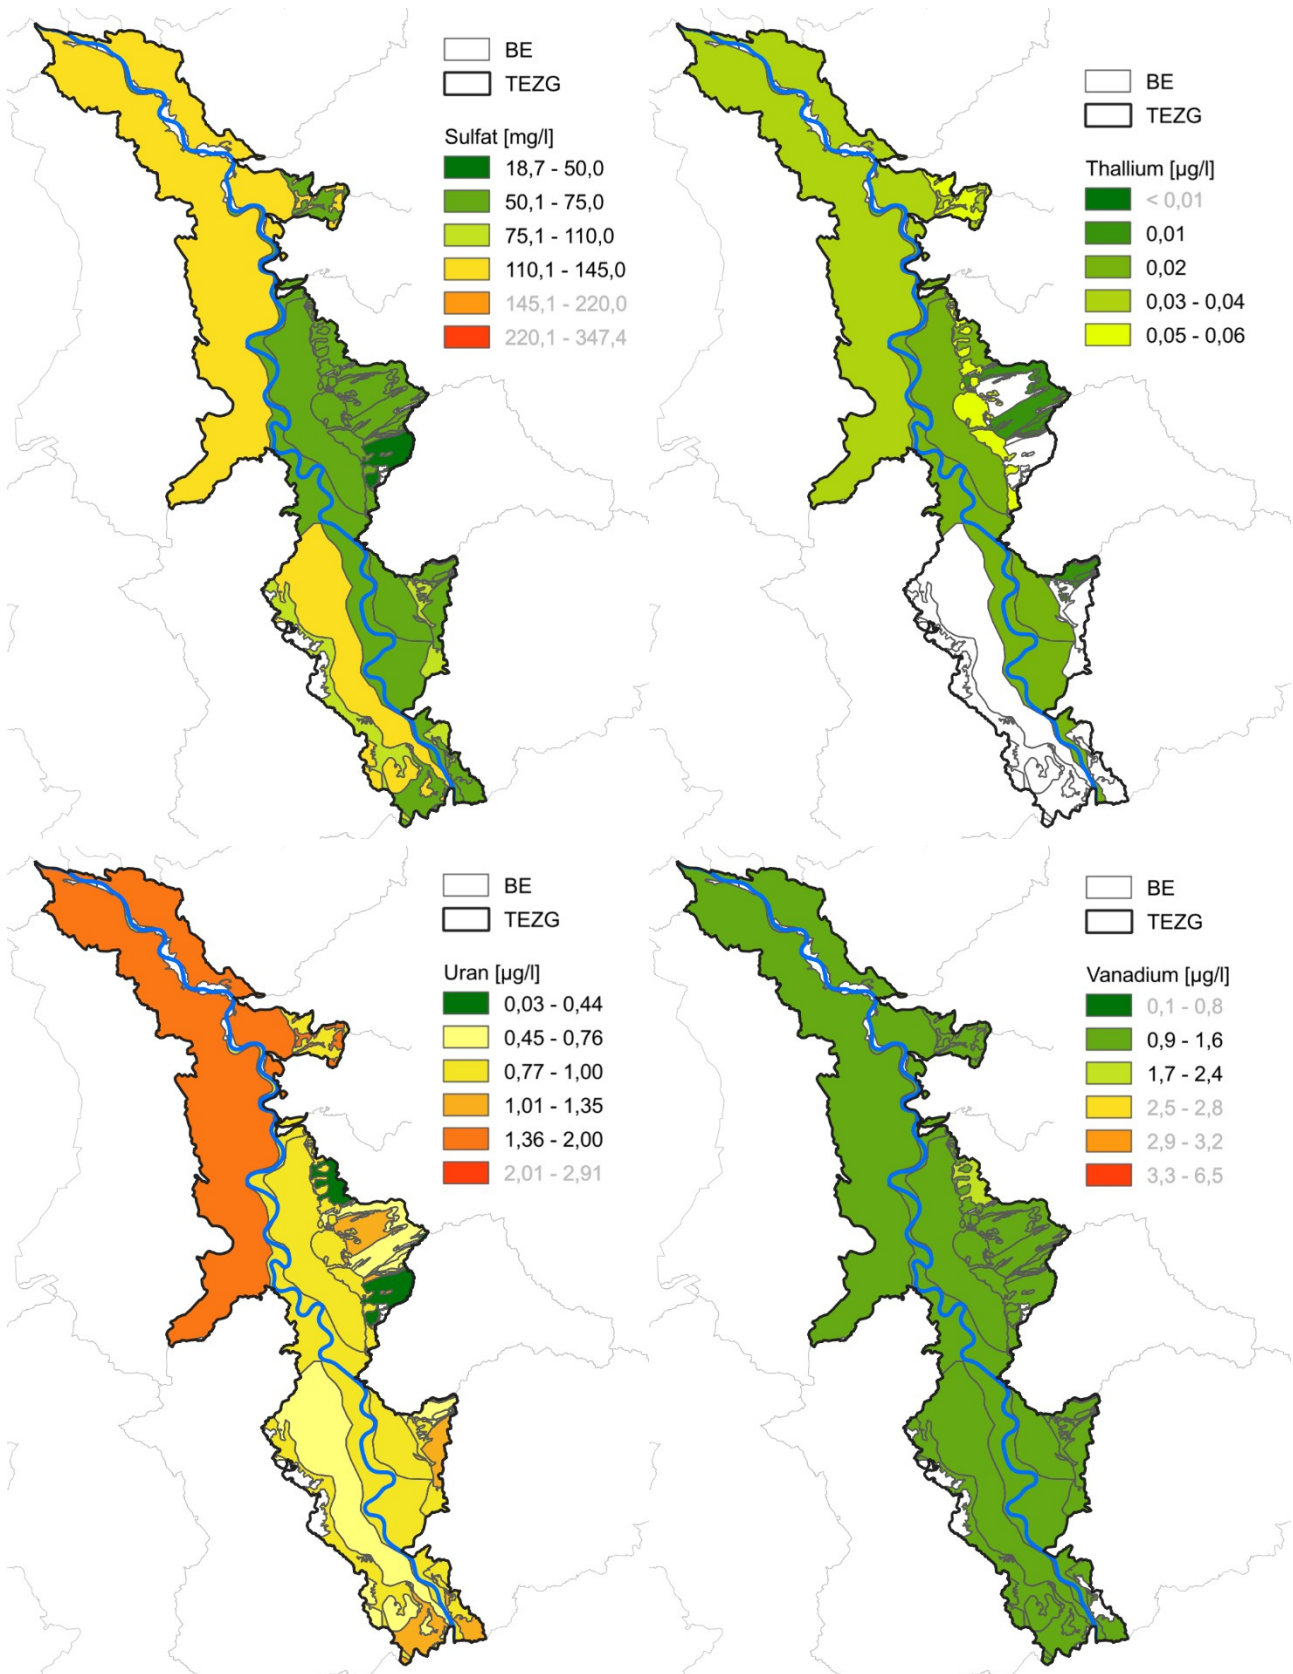 BE
TEZG
Sulfat [mg/l]
18,7 - 50,0
50,1 - 75,0
75,1 - 110,0
110,1 - 145,0
145,1 - 220,0
220,1 - 347,4
BE
TEZG
Thallium [µg/l]
< 0,01
0,01
0,02
0,03 - 0,04
0,05 - 0,06
BE
TEZG
Uran [µg/l]
0,03 - 0,44
0,45 - 0,76
0,77 - 1,00
1,01 - 1,35
1,36 - 2,00
2,01 - 2,91
BE
TEZG
Vanadium [µg/l]
0,1 - 0,8
0,9 - 1,6
1,7 - 2,4
2,5 - 2,8
2,9 - 3,2
3,3 - 6,5